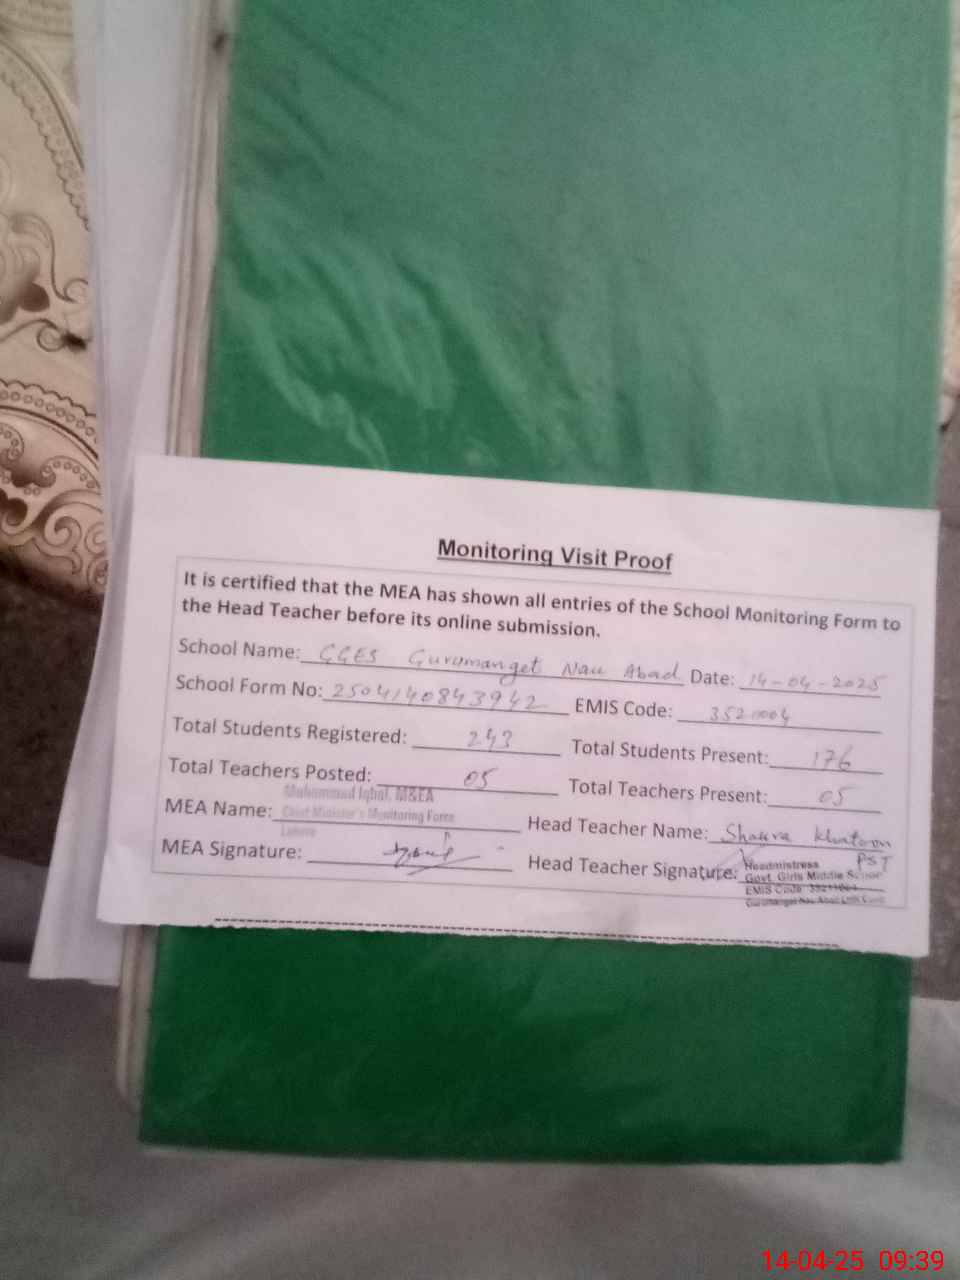 Monitoring Visit Proof
It is certified that the MEA has shown all entries of the School Monitoring Form to
the Head Teacher before its online submission.
School Name: GGES Gurumanget Nau Abad Date: 14-04-2025
School Form No: 2504140843942 EMIS Code:
Total Students Registered: 243 Total Students Present: 176
Total Teachers Posted: 05 Total Teachers Present: 05
Muhammad Iqbal, M&EA
MEA Name: Chief Minister's Monitoring Force Head Teacher Name: Khatoon
Lahore
PST
MEA Signature: Head Teacher Signature: Headmistress
Govt. Girls Middle School
EMIS Code
14-04-25 09:39